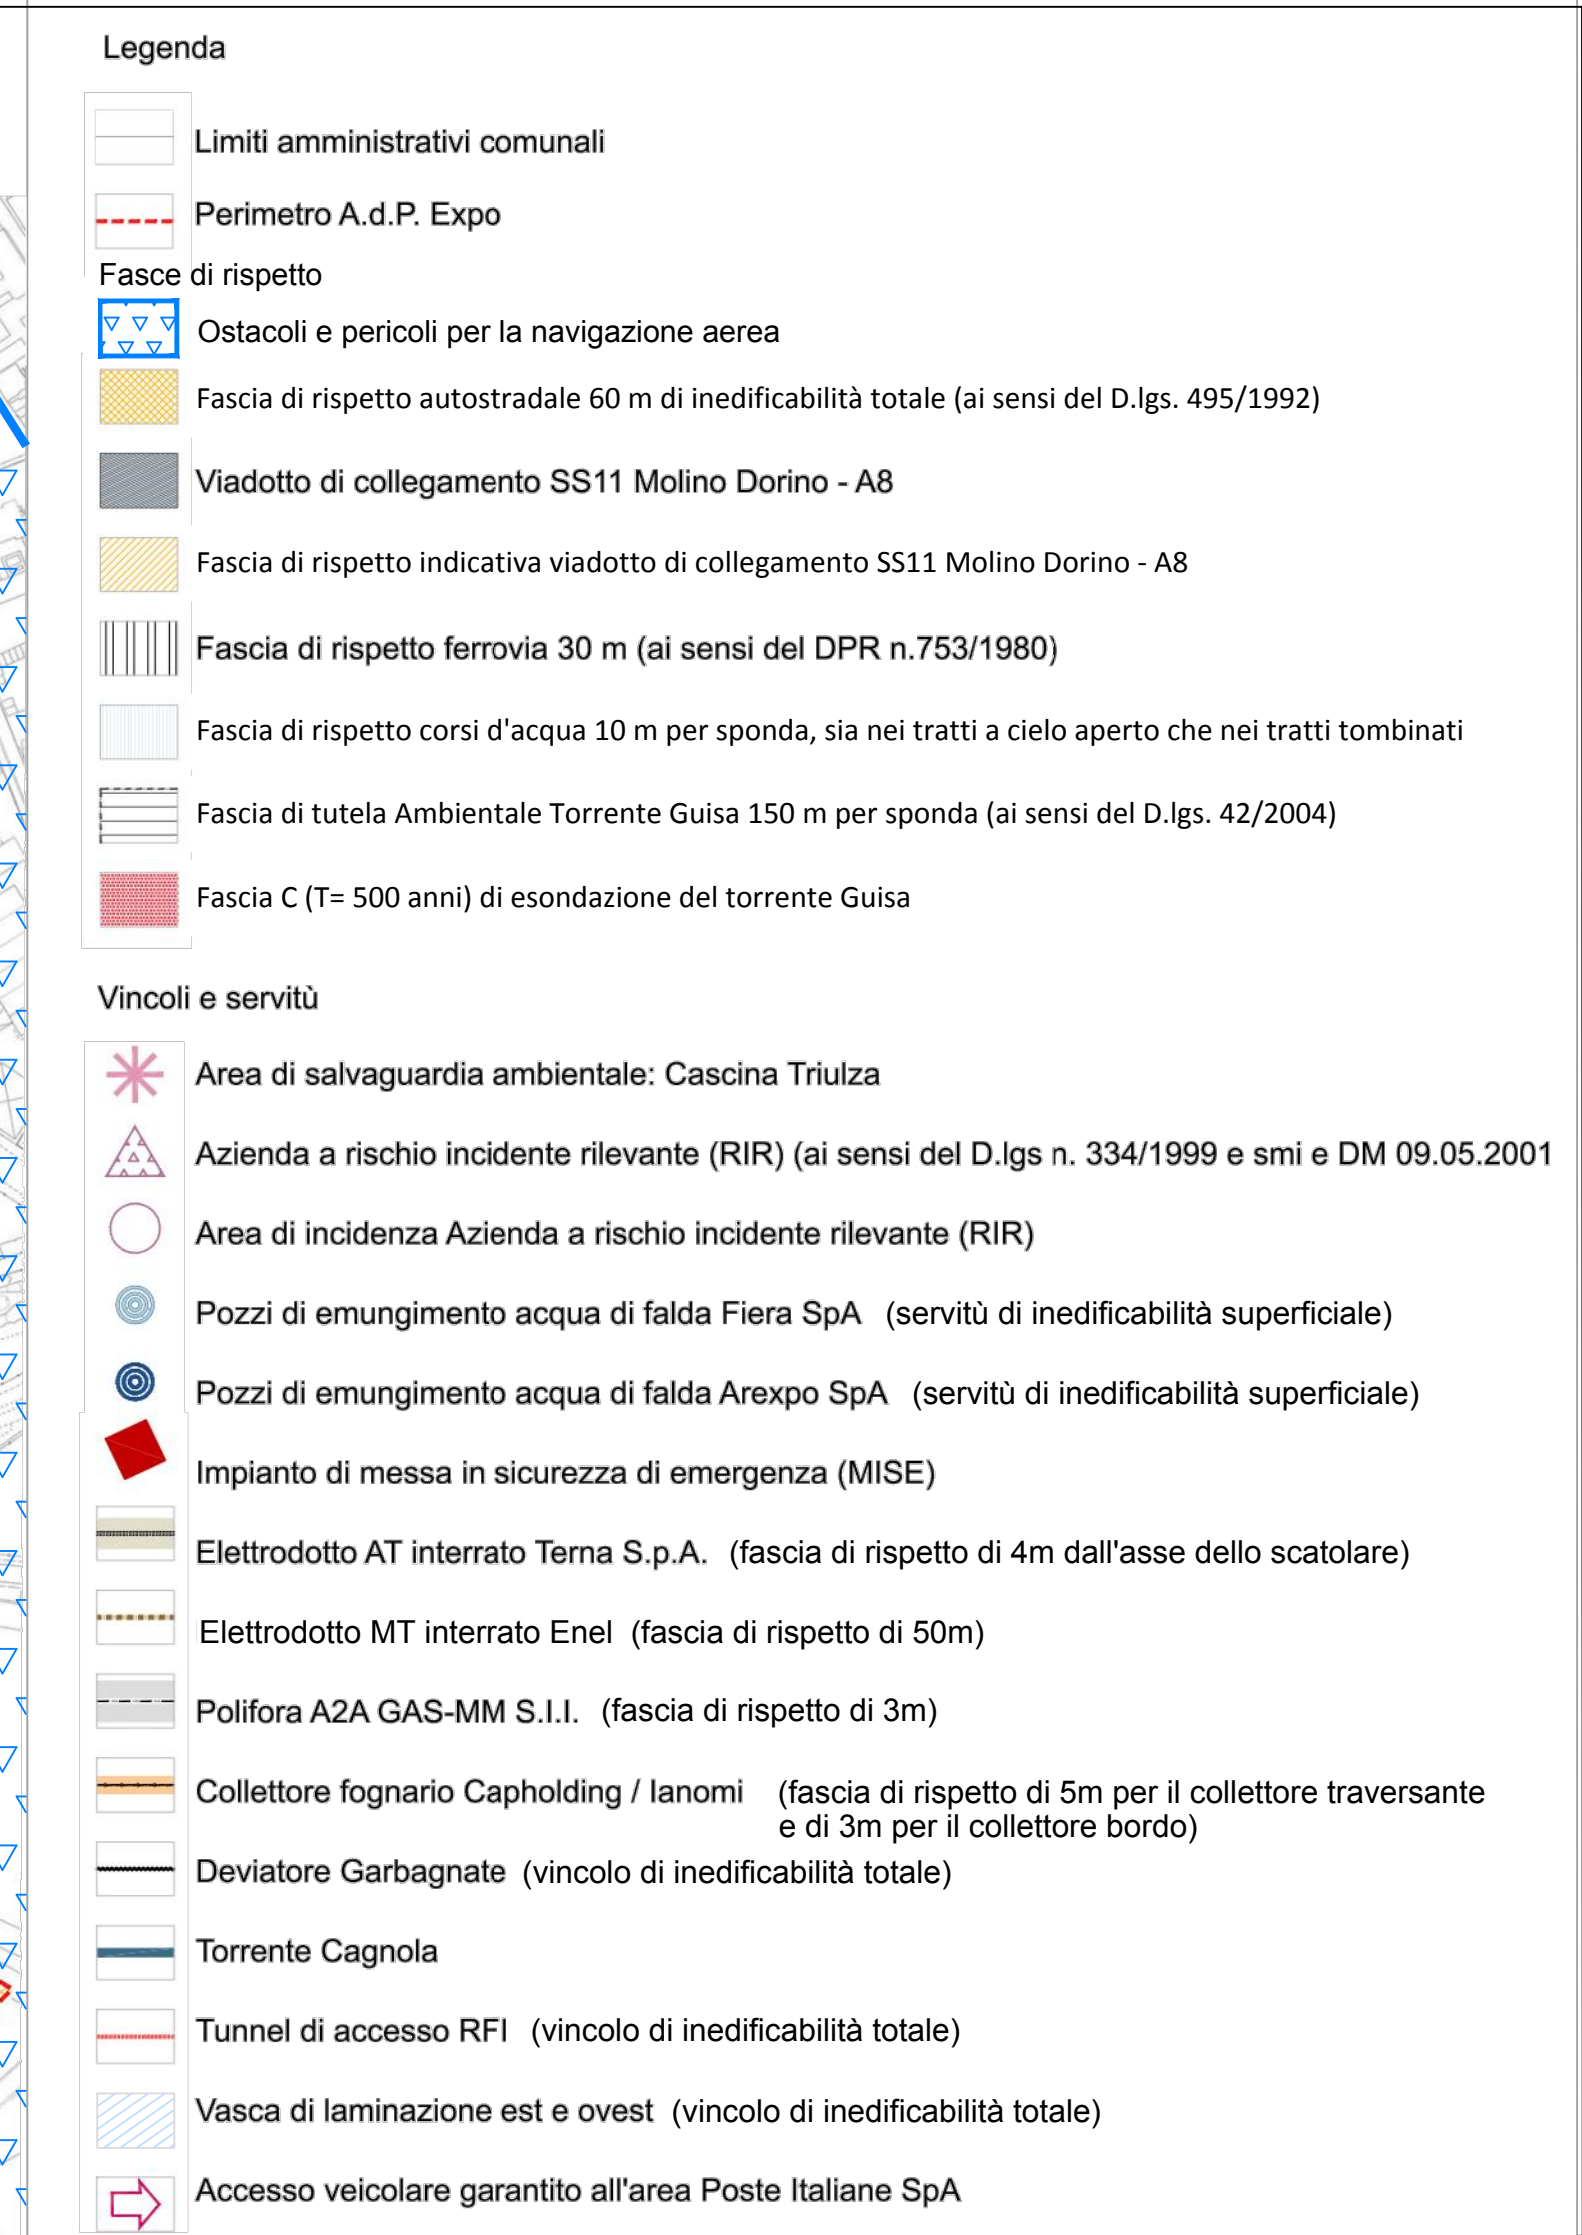 Legenda
Limiti amministrativi comunali
Perimetro A.d.P. Expo
Fasce di rispetto
Ostacoli e pericoli per la navigazione aerea
Fascia di rispetto autostradale 60 m di inedificabilità totale (ai sensi del D.lgs. 495/1992)
Viadotto di collegamento SS11 Molino Dorino - A8
Fascia di rispetto indicativa viadotto di collegamento SS11 Molino Dorino - A8
Fascia di rispetto ferrovia 30 m (ai sensi del DPR n.753/1980)
Fascia di rispetto corsi d'acqua 10 m per sponda, sia nei tratti a cielo aperto che nei tratti tombinati
Fascia di tutela Ambientale Torrente Guisa 150 m per sponda (ai sensi del D.lgs. 42/2004)
Fascia C (T= 500 anni) di esondazione del torrente Guisa
Vincoli e servitù
Area di salvaguardia ambientale: Cascina Triulza
Azienda a rischio incidente rilevante (RIR) (ai sensi del D.lgs n. 334/1999 e smi e DM 09.05.2001
Area di incidenza Azienda a rischio incidente rilevante (RIR)
Pozzi di emungimento acqua di falda Fiera SpA (servitù di inedificabilità superficiale)
Pozzi di emungimento acqua di falda Arexpo SpA (servitù di inedificabilità superficiale)
Impianto di messa in sicurezza di emergenza (MISE)
Elettrodotto AT interrato Terna S.p.A. (fascia di rispetto di 4m dall'asse dello scatolare)
Elettrodotto MT interrato Enel (fascia di rispetto di 50m)
Polifora A2A GAS-MM S.I.I. (fascia di rispetto di 3m)
Collettore fognario Capholding / Ianomi (fascia di rispetto di 5m per il collettore traversante
e di 3m per il collettore bordo)
Deviatore Garbagnate (vincolo di inedificabilità totale)
Torrente Cagnola
Tunnel di accesso RFI (vincolo di inedificabilità totale)
Vasca di laminazione est e ovest (vincolo di inedificabilità totale)
Accesso veicolare garantito all'area Poste Italiane SpA